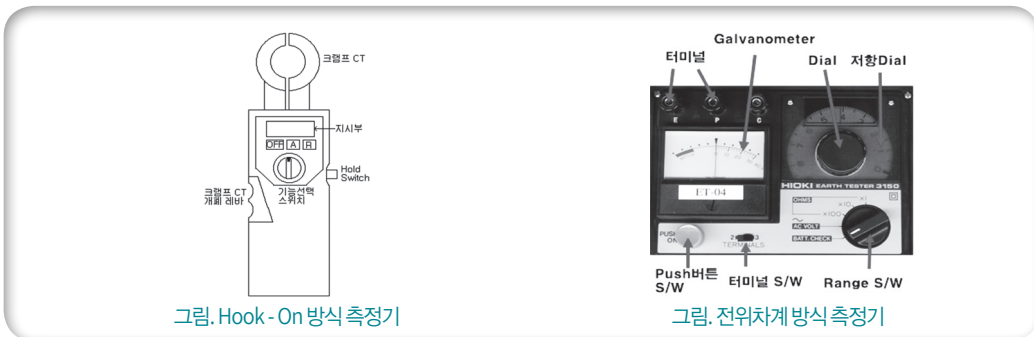 크램프 CT
지시부
OFF A R
Hold
Switch
크램프 CT
개폐 레바
기능선택
스위치
그림. Hook - On 방식 측정기
Galvanometer
터미널
Dial
저항Dial
E P C
ET-04
HIOKI EARTH TESTER 3150
OHMS
×1
×10
×100
AC VOLT
BATT. CHECK
PUSH
ON
2 3
TERMINALS
Push버튼
S/W
터미널 S/W
Range S/W
그림. 전위차계 방식 측정기